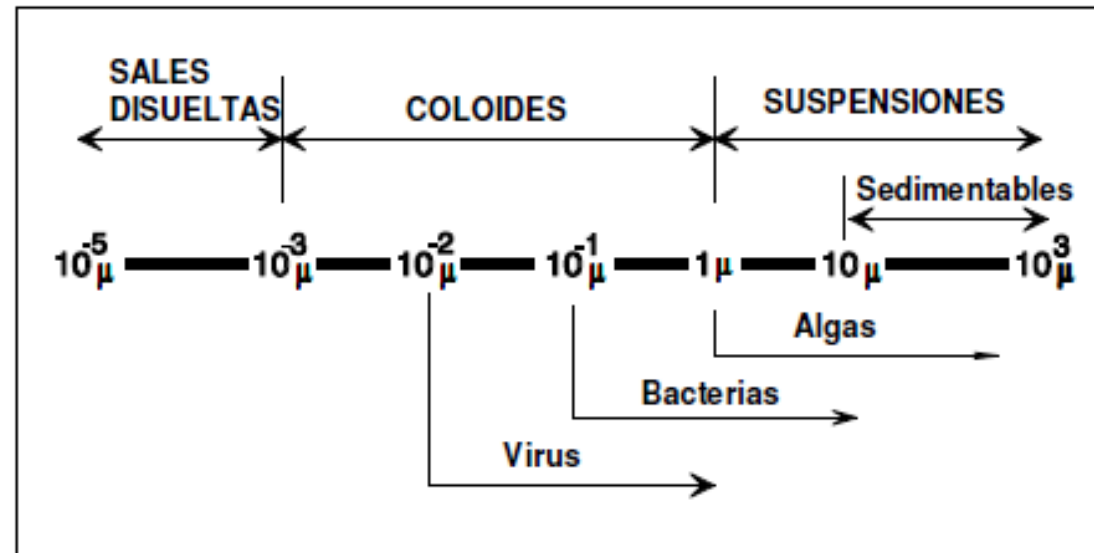 SALES
DISUELTAS
COLOIDES
SUSPENSIONES
Sedimentables
10⁻⁵μ 10⁻³μ 10⁻²μ 10⁻¹μ 1μ 10μ 10³μ
Algas
Bacterias
Virus